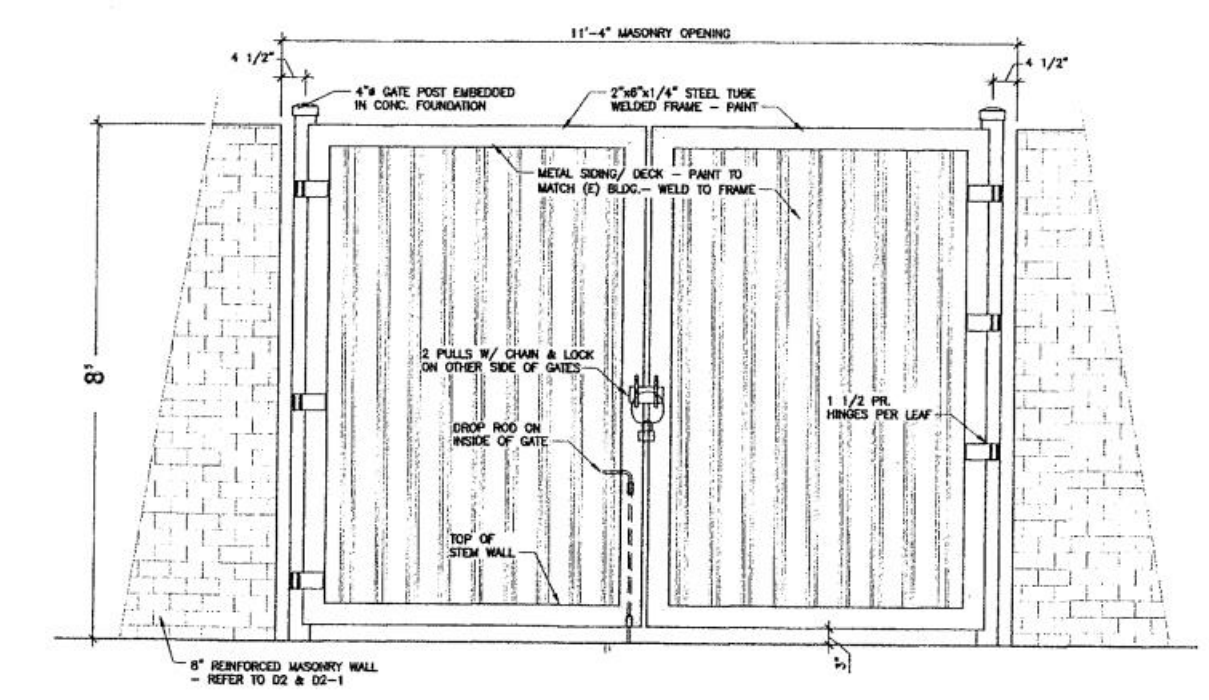 11'-4" MASONRY OPENING
4 1/2"
4 1/2"
4"ø GATE POST EMBEDDED
IN CONC. FOUNDATION
2"x6"x1/4" STEEL TUBE
WELDED FRAME - PAINT
METAL SIDING/ DECK - PAINT TO
MATCH (E) BLDG.- WELD TO FRAME
8'
2 PULLS W/ CHAIN & LOCK
ON OTHER SIDE OF GATES
1 1/2 PR.
HINGES PER LEAF
DROP ROD ON
INSIDE OF GATE
TOP OF
STEM WALL
3"
8" REINFORCED MASONRY WALL
- REFER TO D2 & D2-1